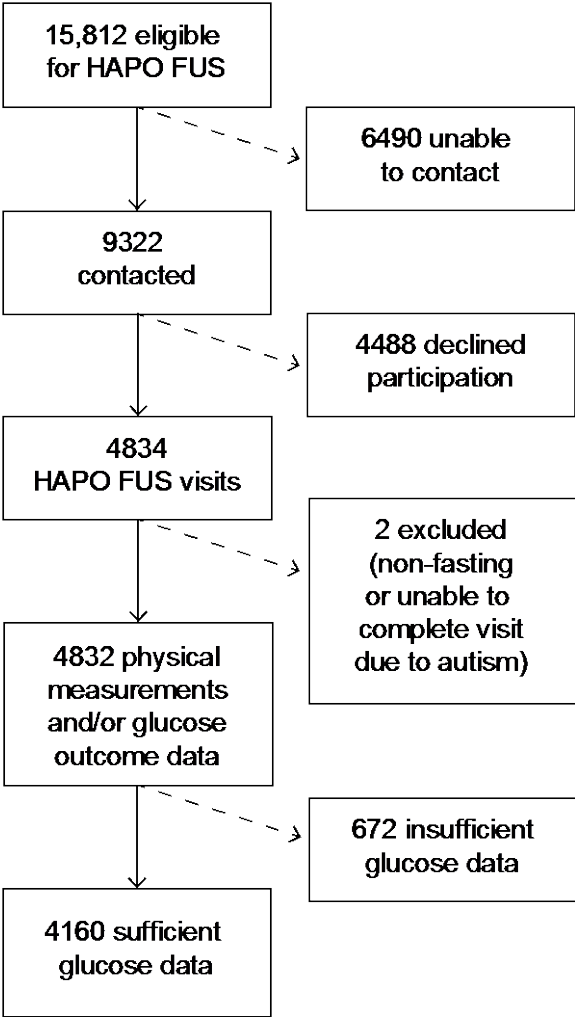 15,812 eligible
for HAPO FUS
6490 unable
to contact
9322
contacted
4488 declined
participation
4834
HAPO FUS visits
2 excluded
(non-fasting
or unable to
complete visit
due to autism)
4832 physical
measurements
and/or glucose
outcome data
672 insufficient
glucose data
4160 sufficient
glucose data